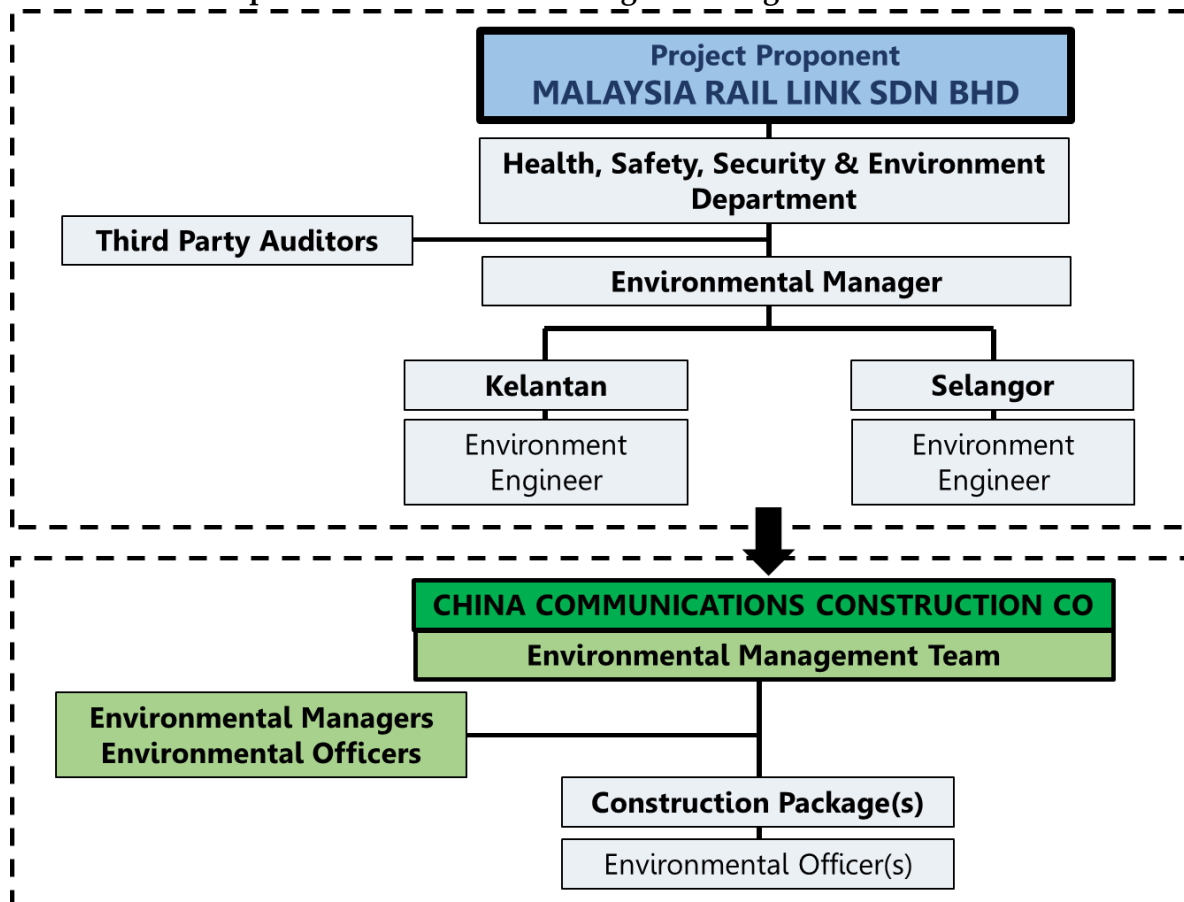 Project Proponent
MALAYSIA RAIL LINK SDN BHD
Health, Safety, Security & Environment
Department
Third Party Auditors
Environmental Manager
Kelantan
Selangor
Environment
Engineer
Environment
Engineer
CHINA COMMUNICATIONS CONSTRUCTION CO
Environmental Management Team
Environmental Managers
Environmental Officers
Construction Package(s)
Environmental Officer(s)